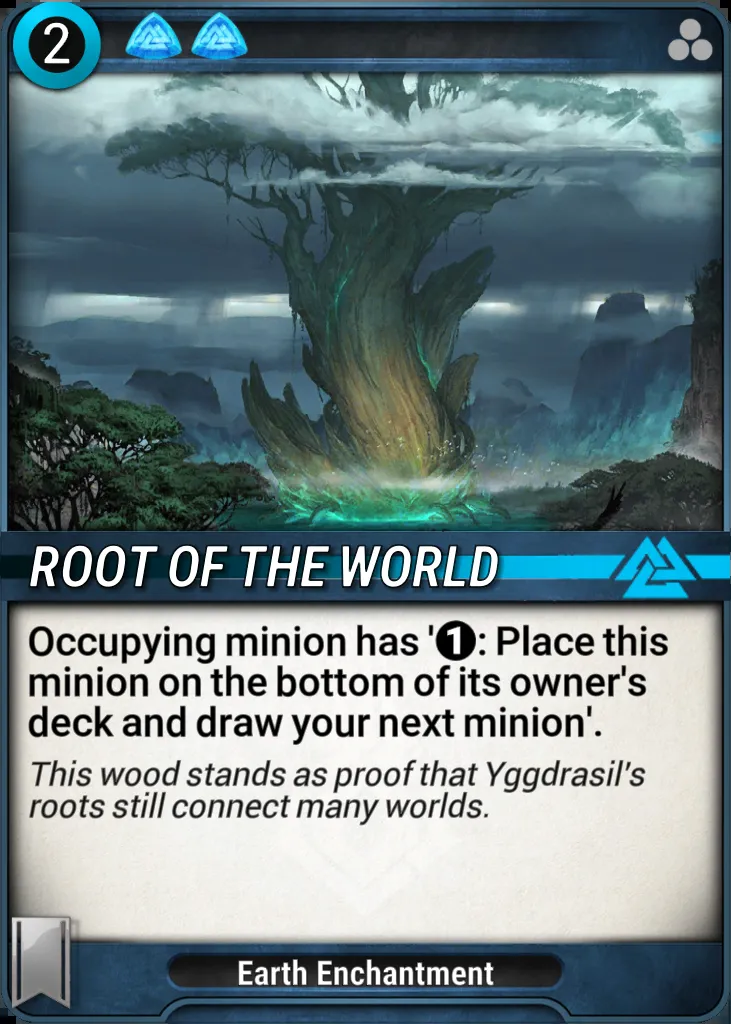 2
ROOT OF THE WORLD
Occupying minion has '1: Place this
minion on the bottom of its owner's
deck and draw your next minion'.
This wood stands as proof that Yggdrasil's
roots still connect many worlds.
Earth Enchantment